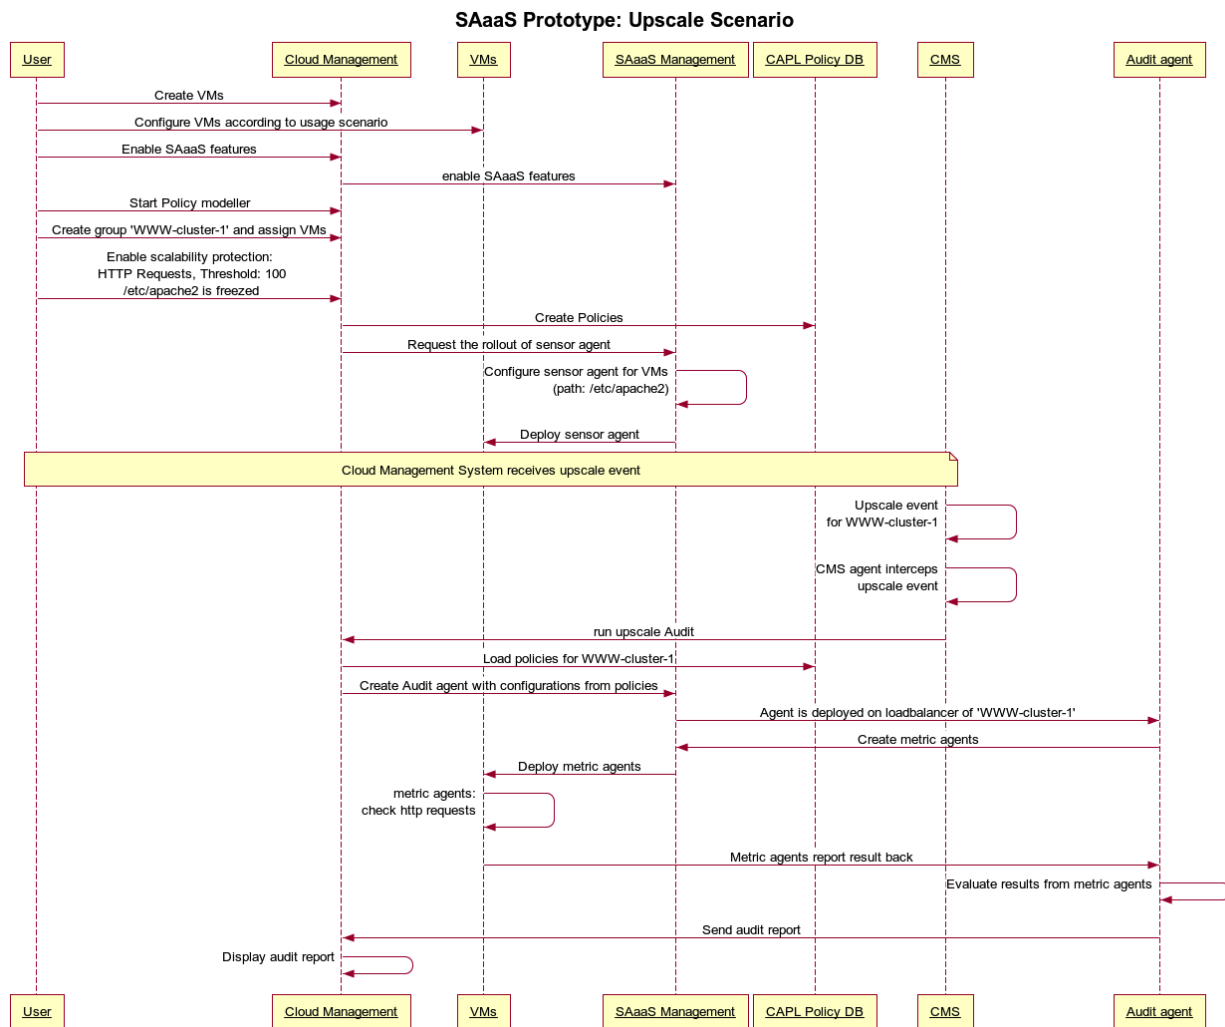 SAaaS Prototype: Upscale Scenario
User
Cloud Management
VMs
SAaaS Management
CAPL Policy DB
CMS
Audit agent
Create VMs
Configure VMs according to usage scenario
Enable SAaaS features
enable SAaaS features
Start Policy modeller
Create group 'WWW-cluster-1' and assign VMs
Enable scalability protection:
HTTP Requests, Threshold: 100
/etc/apache2 is freezed
Create Policies
Request the rollout of sensor agent
Configure sensor agent for VMs
(path: /etc/apache2)
Deploy sensor agent
Cloud Management System receives upscale event
Upscale event
for WWW-cluster-1
CMS agent interceps
upscale event
run upscale Audit
Load policies for WWW-cluster-1
Create Audit agent with configurations from policies
Agent is deployed on loadbalancer of 'WWW-cluster-1'
Create metric agents
Deploy metric agents
metric agents:
check http requests
Metric agents report result back
Evaluate results from metric agents
Send audit report
Display audit report
User
Cloud Management
VMs
SAaaS Management
CAPL Policy DB
CMS
Audit agent